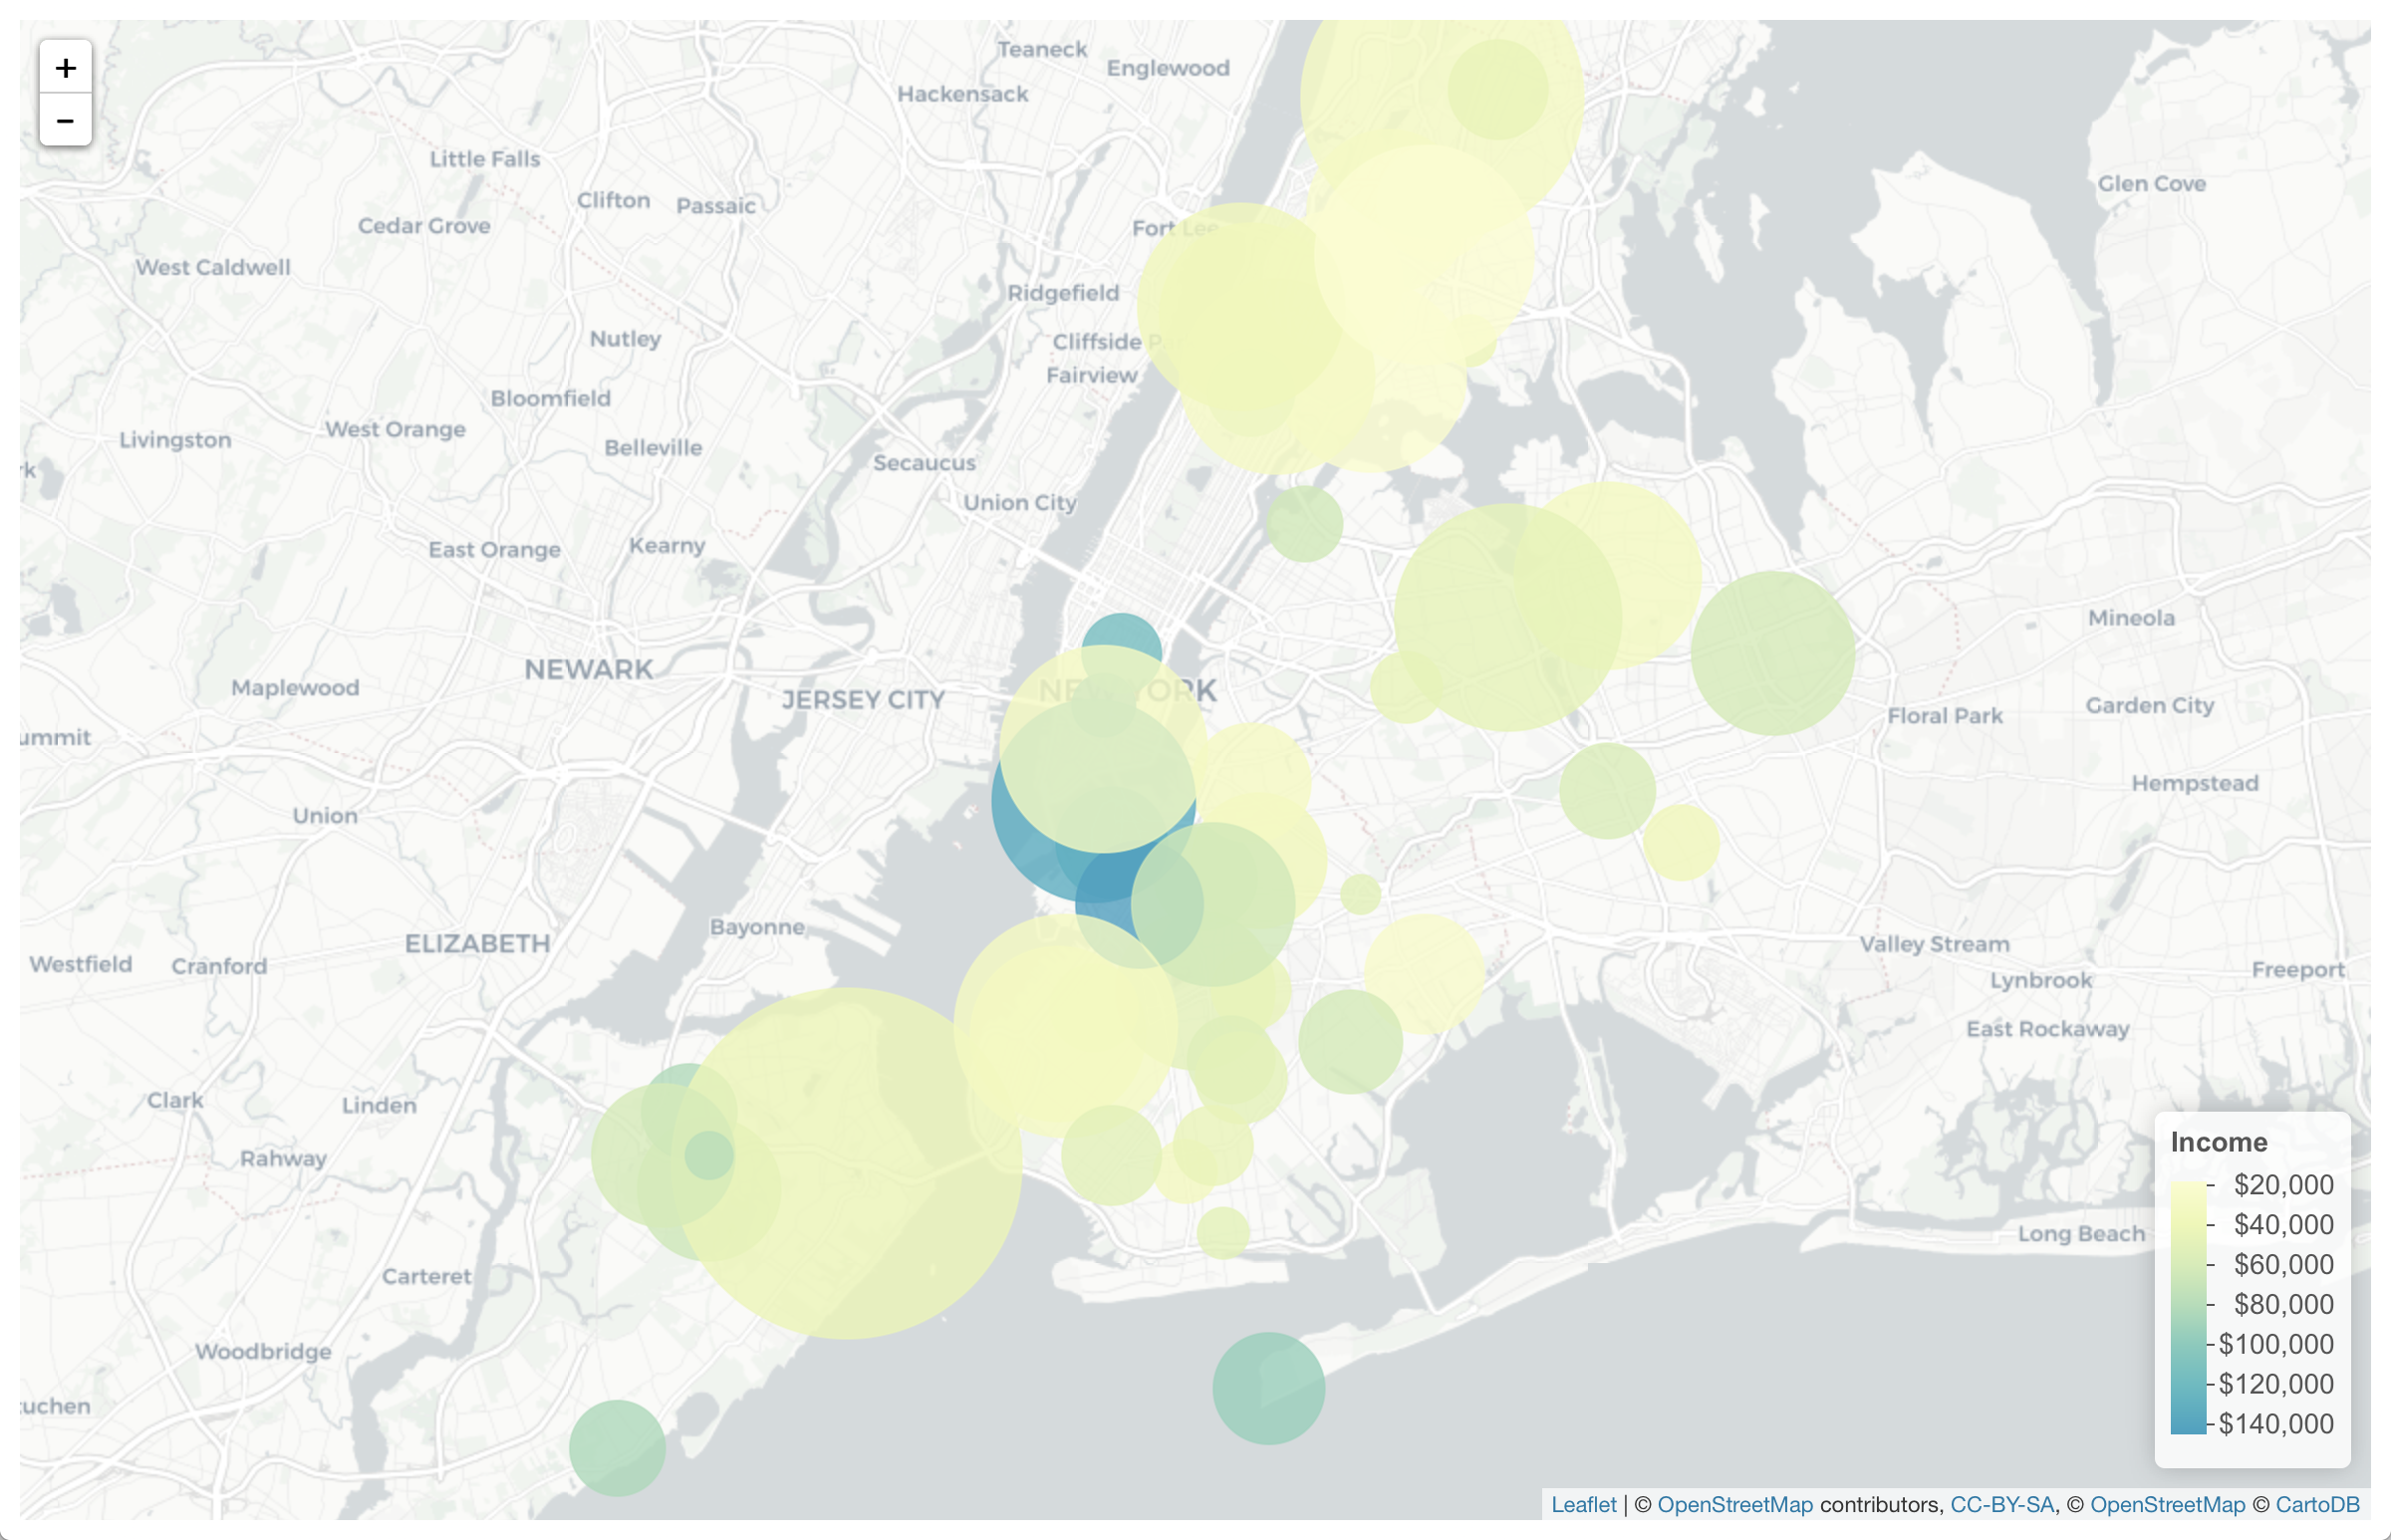 +
−
Teaneck
Englewood
Hackensack
Little Falls
Glen Cove
Clifton
Passaic
Cedar Grove
Fort Lee
West Caldwell
Ridgefield
Nutley
Cliffside P
Fairview
Bloomfield
West Orange
Livingston
Belleville
Secaucus
rk
Union City
Kearny
East Orange
Mineola
NEWARK
Maplewood
NEW YORK
JERSEY CITY
Garden City
Floral Park
ummit
Hempstead
Union
Bayonne
ELIZABETH
Valley Stream
Westfield
Cranford
Freeport
Lynbrook
East Rockaway
Clark
Linden
Rahway
Long Beach
Carteret
Woodbridge
tuchen
Income
$20,000
$40,000
$60,000
$80,000
$100,000
$120,000
$140,000
Leaflet | © OpenStreetMap contributors, CC-BY-SA, © OpenStreetMap © CartoDB